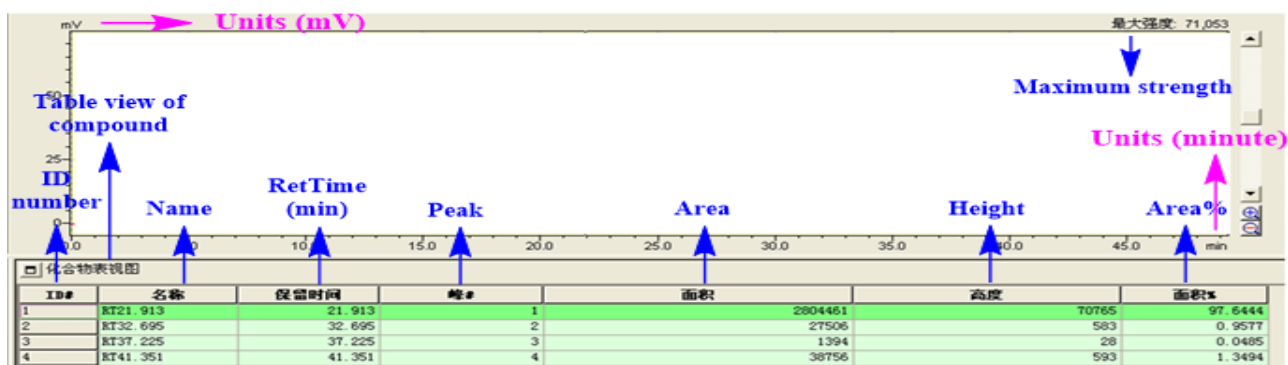 mV Units (mV) 最大强度: 71,053
Maximum strength
50
Table view of
compound
Units (minute)
25
ID
number
Name
RetTime
(min)
Peak
Area
Height
Area%
0
0.0 5.0 10.0 15.0 20.0 25.0 30.0 35.0 40.0 45.0 min
化合物表视图
ID# 名称 保留时间 峰# 面积 高度 面积%
1 RT21.913 21.913 1 2804461 70765 97.6444
2 RT32.695 32.695 2 27506 583 0.9577
3 RT37.225 37.225 3 1394 28 0.0485
4 RT41.351 41.351 4 38756 593 1.3494